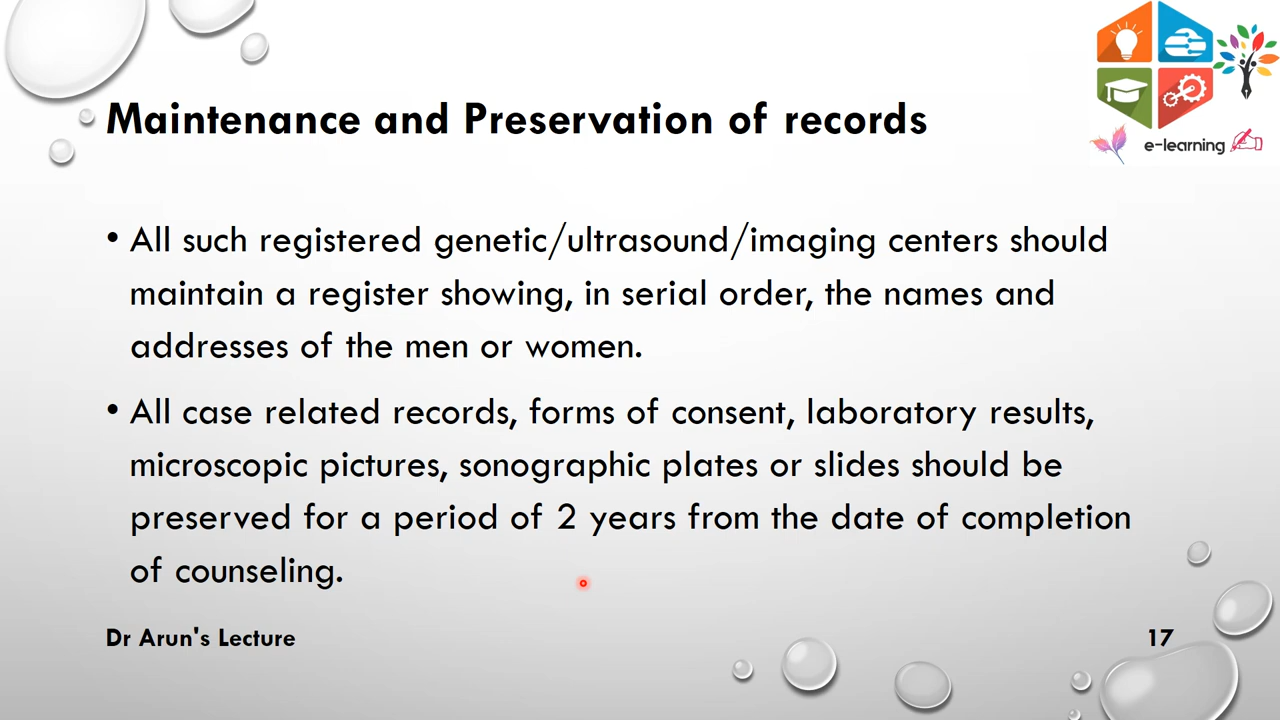 e-learning
Maintenance and Preservation of records
• All such registered genetic/ultrasound/imaging centers should
maintain a register showing, in serial order, the names and
addresses of the men or women.
• All case related records, forms of consent, laboratory results,
microscopic pictures, sonographic plates or slides should be
preserved for a period of 2 years from the date of completion
of counseling.
Dr Arun's Lecture
17